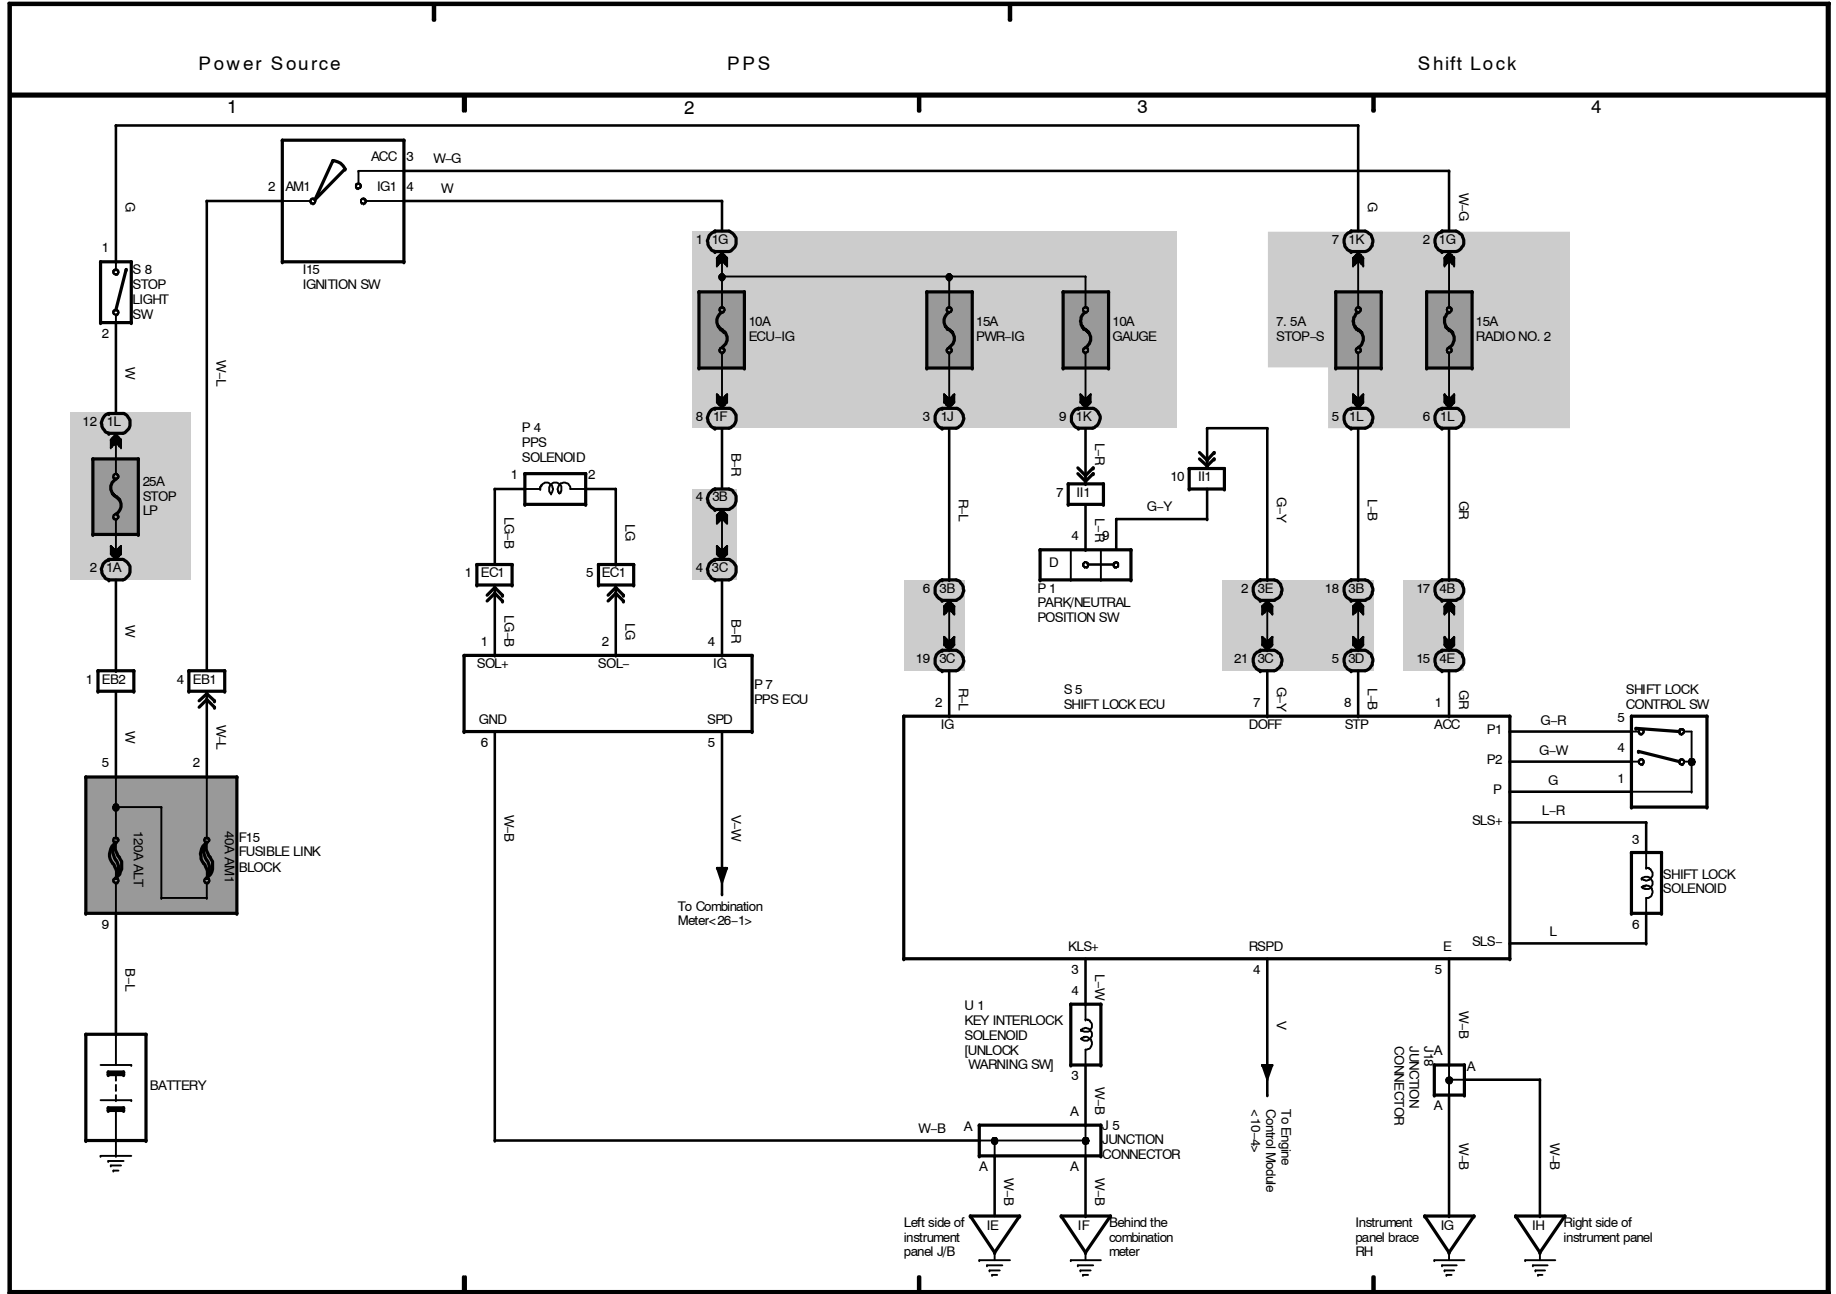 Power Source
PPS
Shift Lock
1
2
3
4
ACC 3 W-G
2 AM1 IG1 4 W
I15
IGNITION SW
G
1
S 8
STOP
LIGHT
SW
2
W
W-L
12 1L
25A
STOP
LP
2 1A
W
1 EB2
4 EB1
W
W-L
5
2
120A ALT
40A AM1
F15
FUSIBLE LINK
BLOCK
9
B-L
BATTERY
1 1G
10A
ECU-IG
15A
PWR-IG
10A
GAUGE
8 1F
3 1J
9 1K
B-R
4 3B
4 3C
B-R
P 4
PPS
SOLENOID
1
2
LG-B
LG
1 EC1
5 EC1
LG-B
LG
1
2
4
SOL+
SOL-
IG
P 7
PPS ECU
GND
SPD
6
5
W-B
V-W
To Combination
Meter<26-1>
G
W-G
7 1K
2 1G
7. 5A
STOP-S
15A
RADIO NO. 2
5 1L
6 1L
L-R
7 II1
10 II1
G-Y
L-R
4
9
D
P 1
PARK/NEUTRAL
POSITION SW
R-L
G-Y
L-B
GR
6 3B
2 3E
18 3B
17 4B
19 3C
21 3C
5 3D
15 4E
R-L
G-Y
L-B
GR
2
7
8
1
S 5
SHIFT LOCK ECU
IG
DOFF
STP
ACC
SHIFT LOCK
CONTROL SW
P1 G-R 5
P2 G-W 4
P G 1
SLS+ L-R
3
SHIFT LOCK
SOLENOID
6
SLS- L
KLS+
RSPD
E
3
4
5
L-W
4
U 1
KEY INTERLOCK
SOLENOID
[UNLOCK
WARNING SW]
3
W-B
A
W-B A
J 5
JUNCTION
CONNECTOR
A
A
W-B
W-B
V
To Engine
Control Module
<10-4>
W-B
A
J18
JUNCTION
CONNECTOR
A
A
W-B
W-B
Left side of
instrument
panel J/B
IE
IF
Behind the
combination
meter
Instrument
panel brace
RH
IG
IH
Right side of
instrument panel